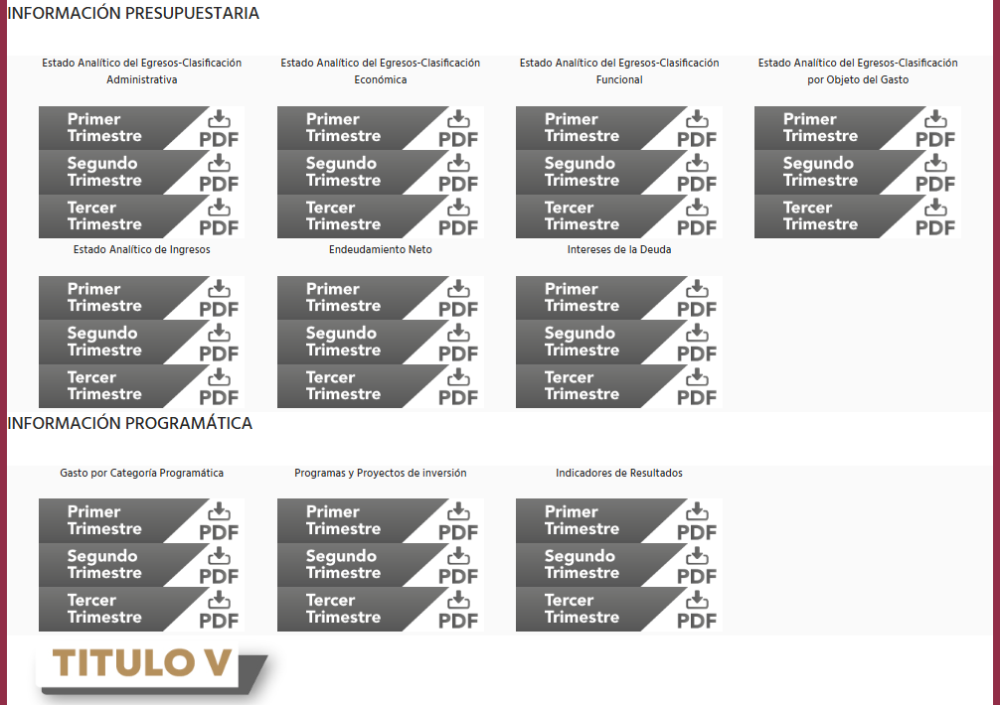 INFORMACIÓN PRESUPUESTARIA
Estado Analítico del Egresos-Clasificación
Administrativa
Primer
Trimestre
PDF
Segundo
Trimestre
PDF
Tercer
Trimestre
PDF
Estado Analítico del Egresos-Clasificación
Económica
Primer
Trimestre
PDF
Segundo
Trimestre
PDF
Tercer
Trimestre
PDF
Estado Analítico del Egresos-Clasificación
Funcional
Primer
Trimestre
PDF
Segundo
Trimestre
PDF
Tercer
Trimestre
PDF
Estado Analítico del Egresos-Clasificación
por Objeto del Gasto
Primer
Trimestre
PDF
Segundo
Trimestre
PDF
Tercer
Trimestre
PDF
Estado Analítico de Ingresos
Primer
Trimestre
PDF
Segundo
Trimestre
PDF
Tercer
Trimestre
PDF
Endeudamiento Neto
Primer
Trimestre
PDF
Segundo
Trimestre
PDF
Tercer
Trimestre
PDF
Intereses de la Deuda
Primer
Trimestre
PDF
Segundo
Trimestre
PDF
Tercer
Trimestre
PDF
INFORMACIÓN PROGRAMÁTICA
Gasto por Categoría Programática
Primer
Trimestre
PDF
Segundo
Trimestre
PDF
Tercer
Trimestre
PDF
Programas y Proyectos de inversión
Primer
Trimestre
PDF
Segundo
Trimestre
PDF
Tercer
Trimestre
PDF
Indicadores de Resultados
Primer
Trimestre
PDF
Segundo
Trimestre
PDF
Tercer
Trimestre
PDF
TITULO V